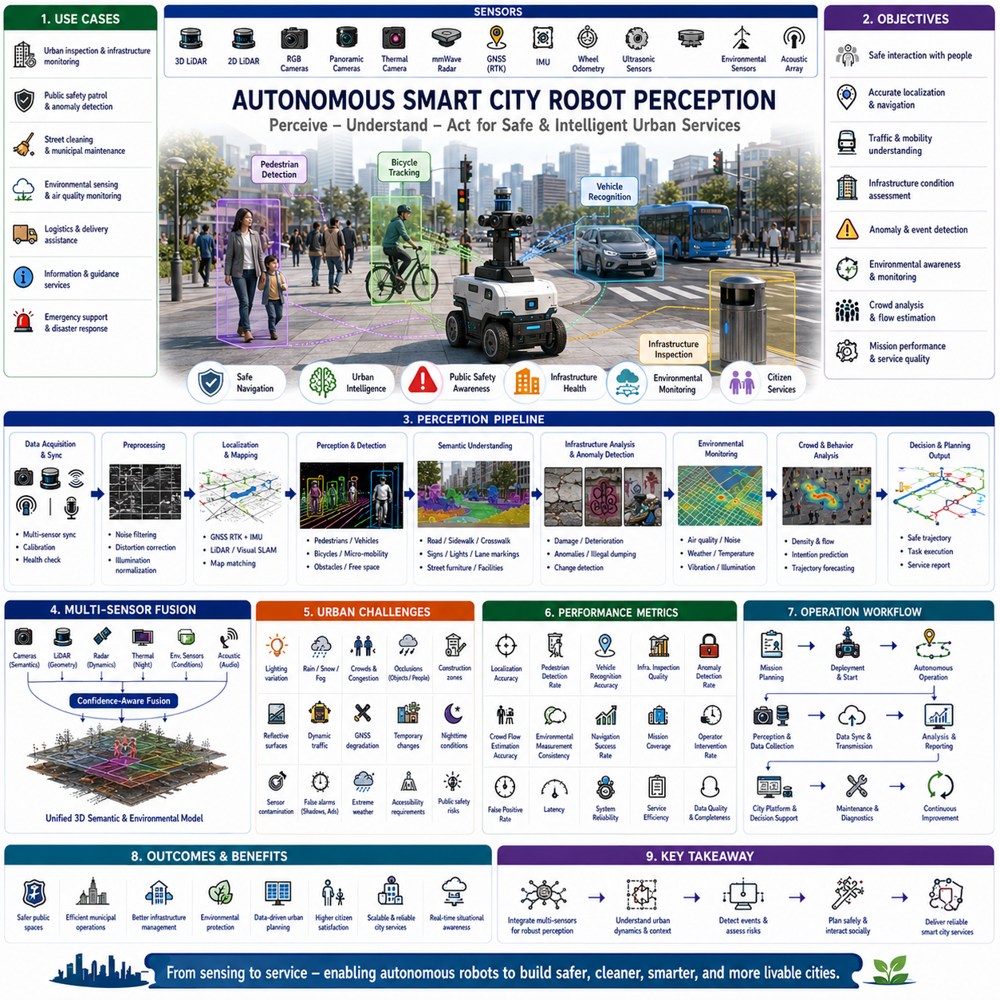 1. USE CASES
Urban inspection & infrastructure
monitoring
Public safety patrol
& anomaly detection
Street cleaning
& municipal maintenance
Environmental sensing
& air quality monitoring
Logistics & delivery
assistance
Information & guidance
services
Emergency support
& disaster response
SENSORS
3D LiDAR
2D LiDAR
RGB
Cameras
Panoramic
Cameras
Thermal
Camera
mmWave
Radar
GNSS
(RTK)
IMU
Wheel
Odometry
Ultrasonic
Sensors
Environmental
Sensors
Acoustic
Array
AUTONOMOUS SMART CITY ROBOT PERCEPTION
Perceive – Understand – Act for Safe & Intelligent Urban Services
Pedestrian
Detection
Bicycle
Tracking
Vehicle
Recognition
Infrastructure
Inspection
Safe
Navigation
Urban
Intelligence
Public Safety
Awareness
Infrastructure
Health
Environmental
Monitoring
Citizen
Services
2. OBJECTIVES
Safe interaction with people
Accurate localization
& navigation
Traffic & mobility
understanding
Infrastructure condition
assessment
Anomaly & event detection
Environmental awareness
& monitoring
Crowd analysis
& flow estimation
Mission performance
& service quality
3. PERCEPTION PIPELINE
Data Acquisition
& Sync
• Multi-sensor sync
• Calibration
• Health check
Preprocessing
• Noise filtering
• Distortion correction
• Illumination
normalization
Localization
& Mapping
• GNSS RTK + IMU
• LiDAR / Visual SLAM
• Map matching
Perception & Detection
• Pedestrians / Vehicles
• Bicycles / Micro-mobility
• Obstacles / Free space
Semantic Understanding
• Road / Sidewalk / Crosswalk
• Signs / Lights / Lane markings
• Street furniture / Facilities
Infrastructure Analysis
& Anomaly Detection
• Damage / Deterioration
• Anomalies / Illegal dumping
• Change detection
Environmental
Monitoring
• Air quality / Noise
• Weather / Temperature
• Vibration / Illumination
Crowd & Behavior
Analysis
• Density & flow
• Intention prediction
• Trajectory forecasting
Decision & Planning
Output
• Safe trajectory
• Task execution
• Service report
4. MULTI-SENSOR FUSION
Cameras
(Semantics)
LiDAR
(Geometry)
Radar
(Dynamics)
Thermal
(Night)
Env. Sensors
(Conditions)
Acoustic
(Audio)
Confidence-Aware Fusion
Unified 3D Semantic & Environmental Model
5. URBAN CHALLENGES
Lighting
variation
Rain / Snow /
Fog
Crowds &
Congestion
Occlusions
(Objects / People)
Construction
zones
Reflective
surfaces
Dynamic
traffic
GNSS
degradation
Temporary
changes
Nighttime
conditions
Sensor
contamination
False alarms
(Shadows, Ads)
Extreme
weather
Accessibility
requirements
Public safety
risks
6. PERFORMANCE METRICS
Localization
Accuracy
Pedestrian
Detection
Rate
Vehicle
Recognition
Accuracy
Infra. Inspection
Quality
Anomaly
Detection
Rate
Crowd Flow
Estimation
Accuracy
Environmental
Measurement
Consistency
Navigation
Success
Rate
Mission
Coverage
Operator
Intervention
Rate
False Positive
Rate
Latency
System
Reliability
Service
Efficiency
Data Quality
& Completeness
7. OPERATION WORKFLOW
Mission
Planning
Deployment
& Start
Autonomous
Operation
Perception &
Data Collection
Data Sync &
Transmission
Analysis &
Reporting
City Platform &
Decision Support
Maintenance &
Diagnostics
Continuous
Improvement
8. OUTCOMES & BENEFITS
Safer public
spaces
Efficient municipal
operations
Better infrastructure
management
Environmental
protection
Data-driven urban
planning
Higher citizen
satisfaction
Scalable & reliable
city services
Real-time situational
awareness
9. KEY TAKEAWAY
Integrate multi-sensors
for robust perception
Understand urban
dynamics & context
Detect events &
assess risks
Plan safely &
interact socially
Deliver reliable
smart city services
From sensing to service – enabling autonomous robots to build safer, cleaner, smarter, and more livable cities.